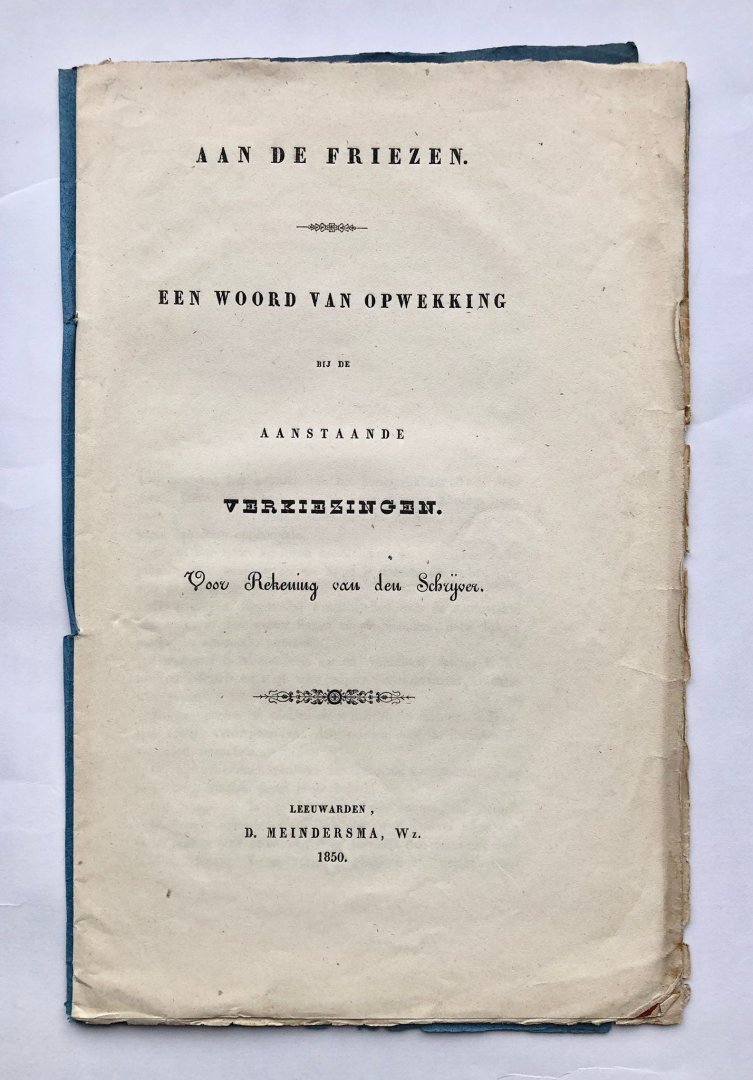 AAN DE FRIEZEN.
EEN WOORD VAN OPWEKKING
BIJ DE
AANSTAANDE
VERKIEZINGEN.
Voor Rekening van den Schrijver.
LEEUWARDEN,
D. MEINDERSMA, Wz.
1850.